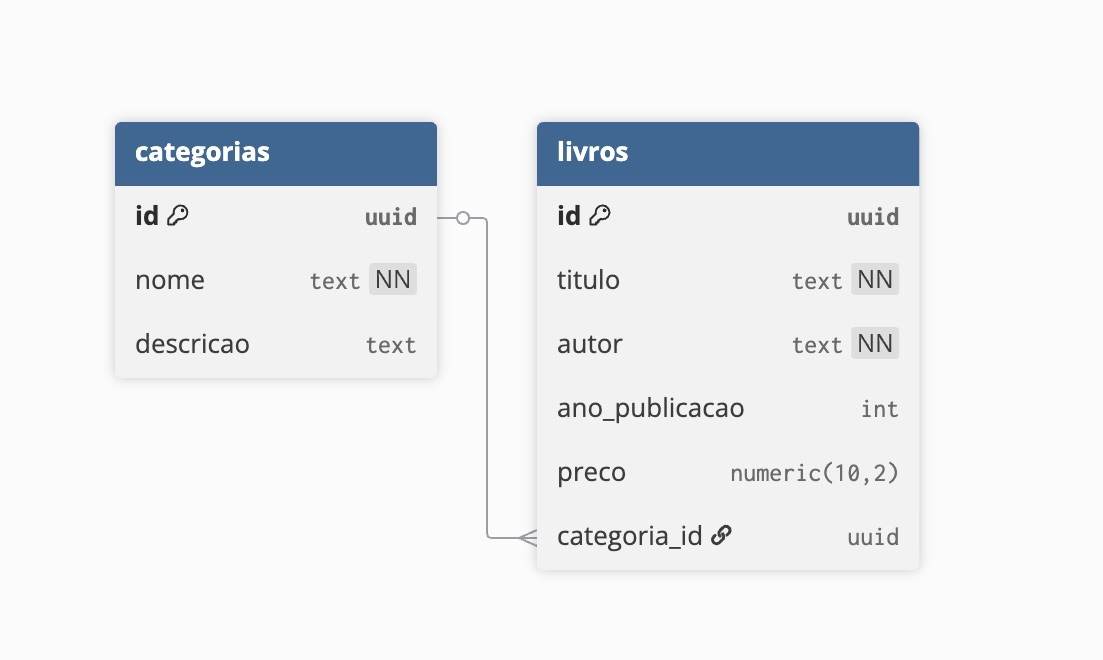 categorias
id uuid
nome text NN
descricao text
livros
id uuid
titulo text NN
autor text NN
ano_publicacao int
preco numeric(10,2)
categoria_id uuid